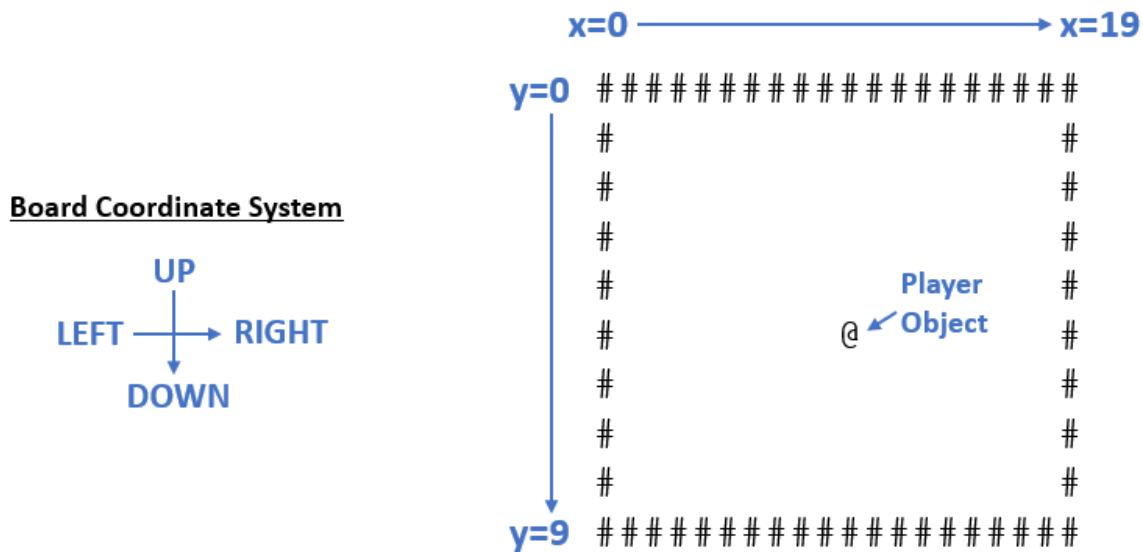 x=0 x=19
y=0 # # # # # # # # # # # # # # # # # # # #
# #
# #
Board Coordinate System
# #
UP
# # Player
LEFT RIGHT
# @ Object #
DOWN
# #
# #
# #
y=9 # # # # # # # # # # # # # # # # # # # #